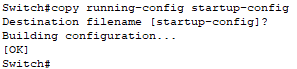 Switch#copy running-config startup-config
Destination filename [startup-config]?
Building configuration...
[OK]
Switch#